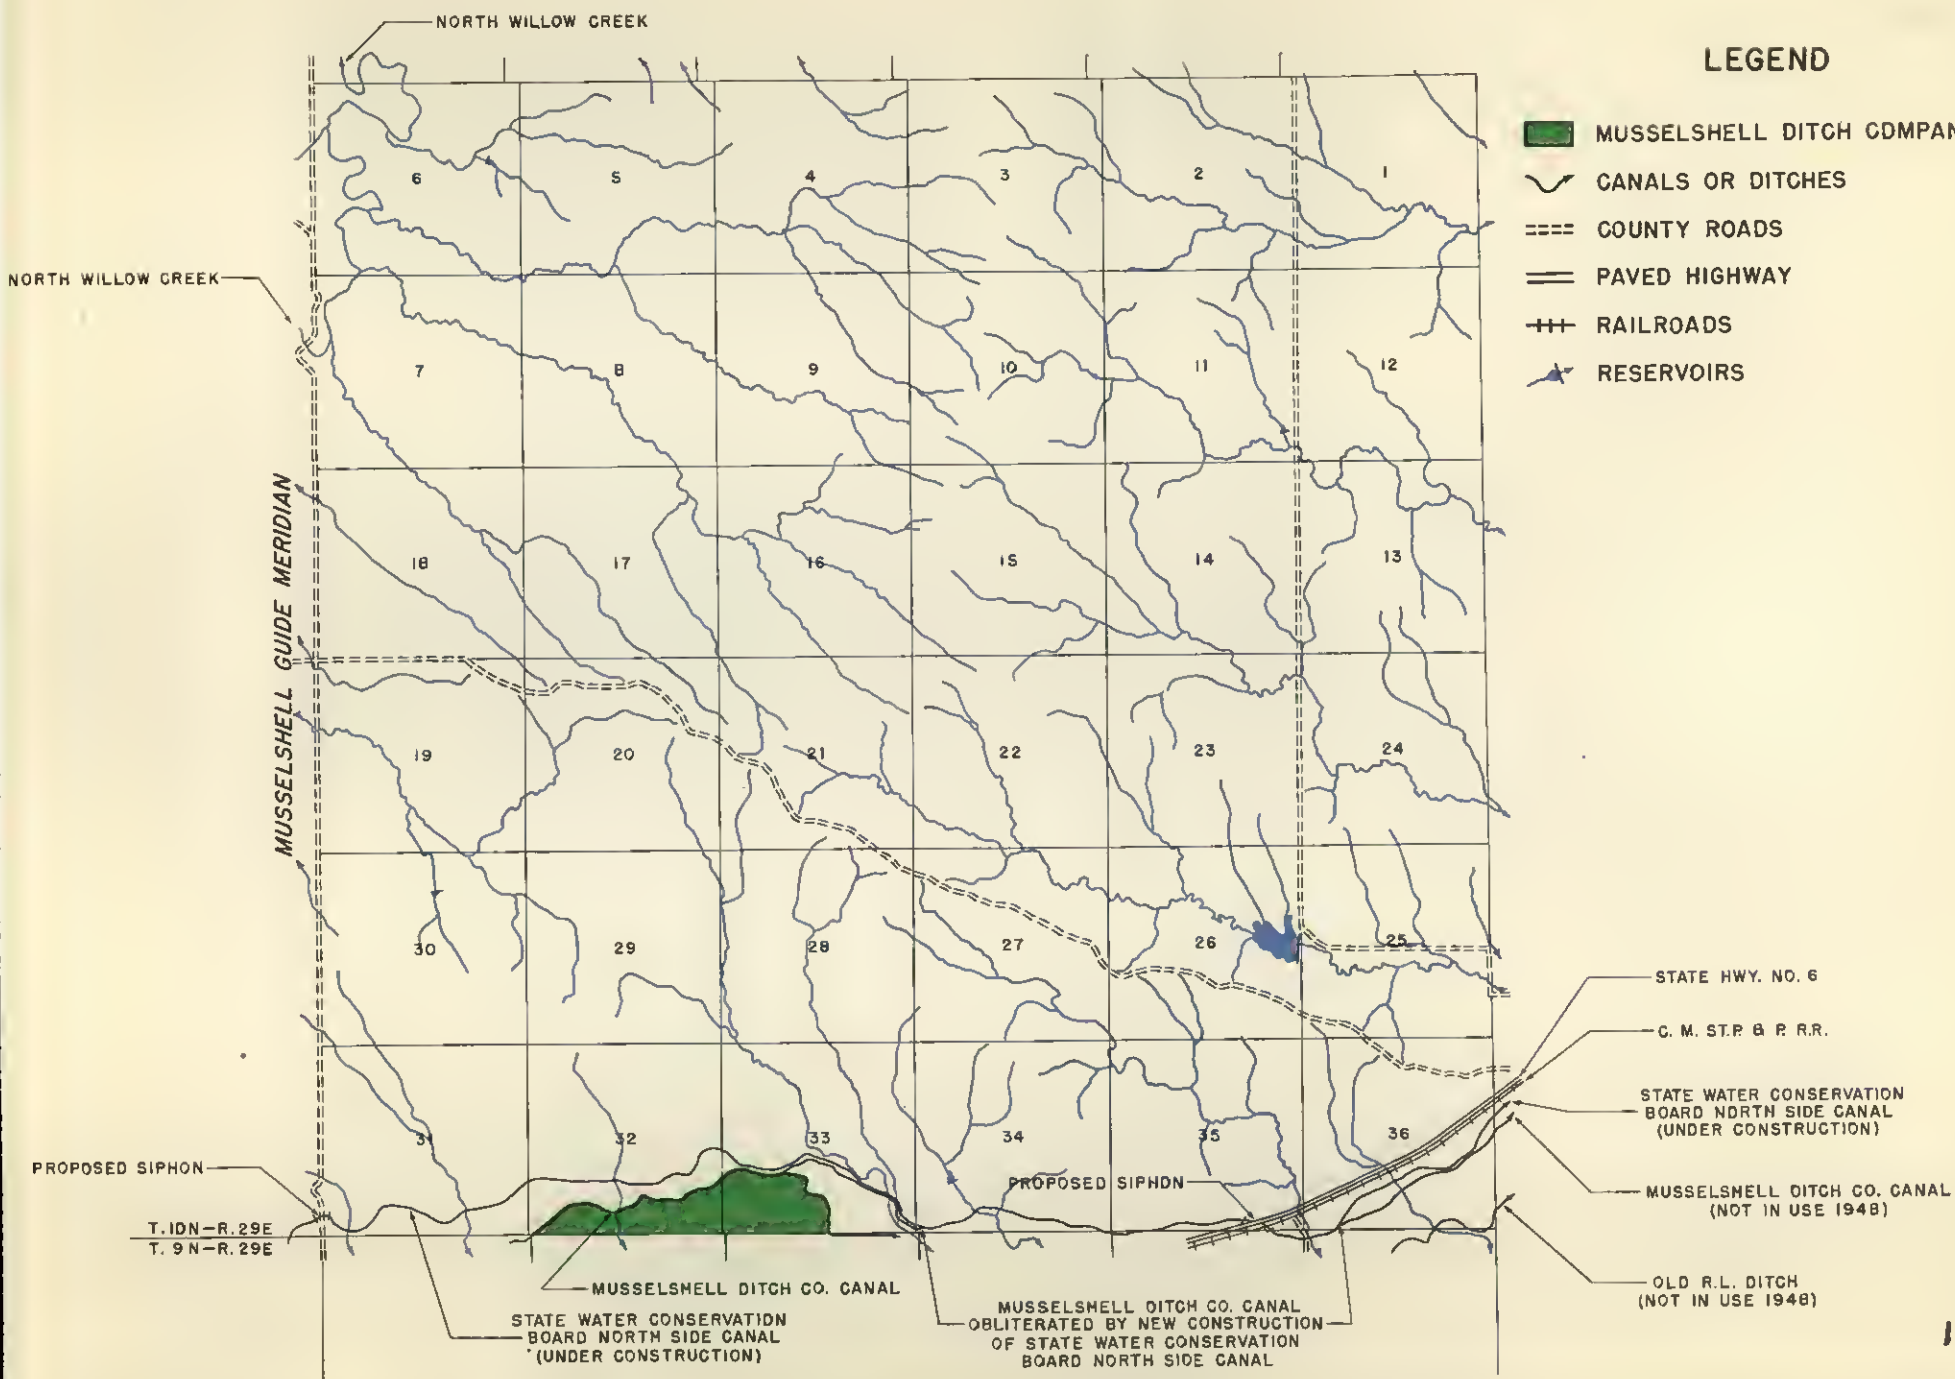 NORTH WILLOW CREEK
LEGEND
MUSSELSHELL DITCH COMPAN
CANALS OR DITCHES
COUNTY ROADS
PAVED HIGHWAY
RAILROADS
RESERVOIRS
6 5 4 3 2 1
NORTH WILLOW CREEK
7 8 9 10 11 12
MUSSELSHELL GUIDE MERIDIAN
18 17 16 15 14 13
19 20 21 22 23 24
30 29 28 27 26 25
STATE HWY. NO. 6
C. M. ST.P. & P. R.R.
STATE WATER CONSERVATION
BOARD NORTH SIDE CANAL
(UNDER CONSTRUCTION)
31 32 33 34 35 36
PROPOSED SIPHON
PROPOSED SIPHON
MUSSELSHELL DITCH CO. CANAL
(NOT IN USE 1948)
T.10N-R.29E
T. 9N-R.29E
OLD R.L. DITCH
(NOT IN USE 1948)
MUSSELSHELL DITCH CO. CANAL
STATE WATER CONSERVATION
BOARD NORTH SIDE CANAL
(UNDER CONSTRUCTION)
MUSSELSHELL DITCH CO. CANAL
OBLITERATED BY NEW CONSTRUCTION
OF STATE WATER CONSERVATION
BOARD NORTH SIDE CANAL